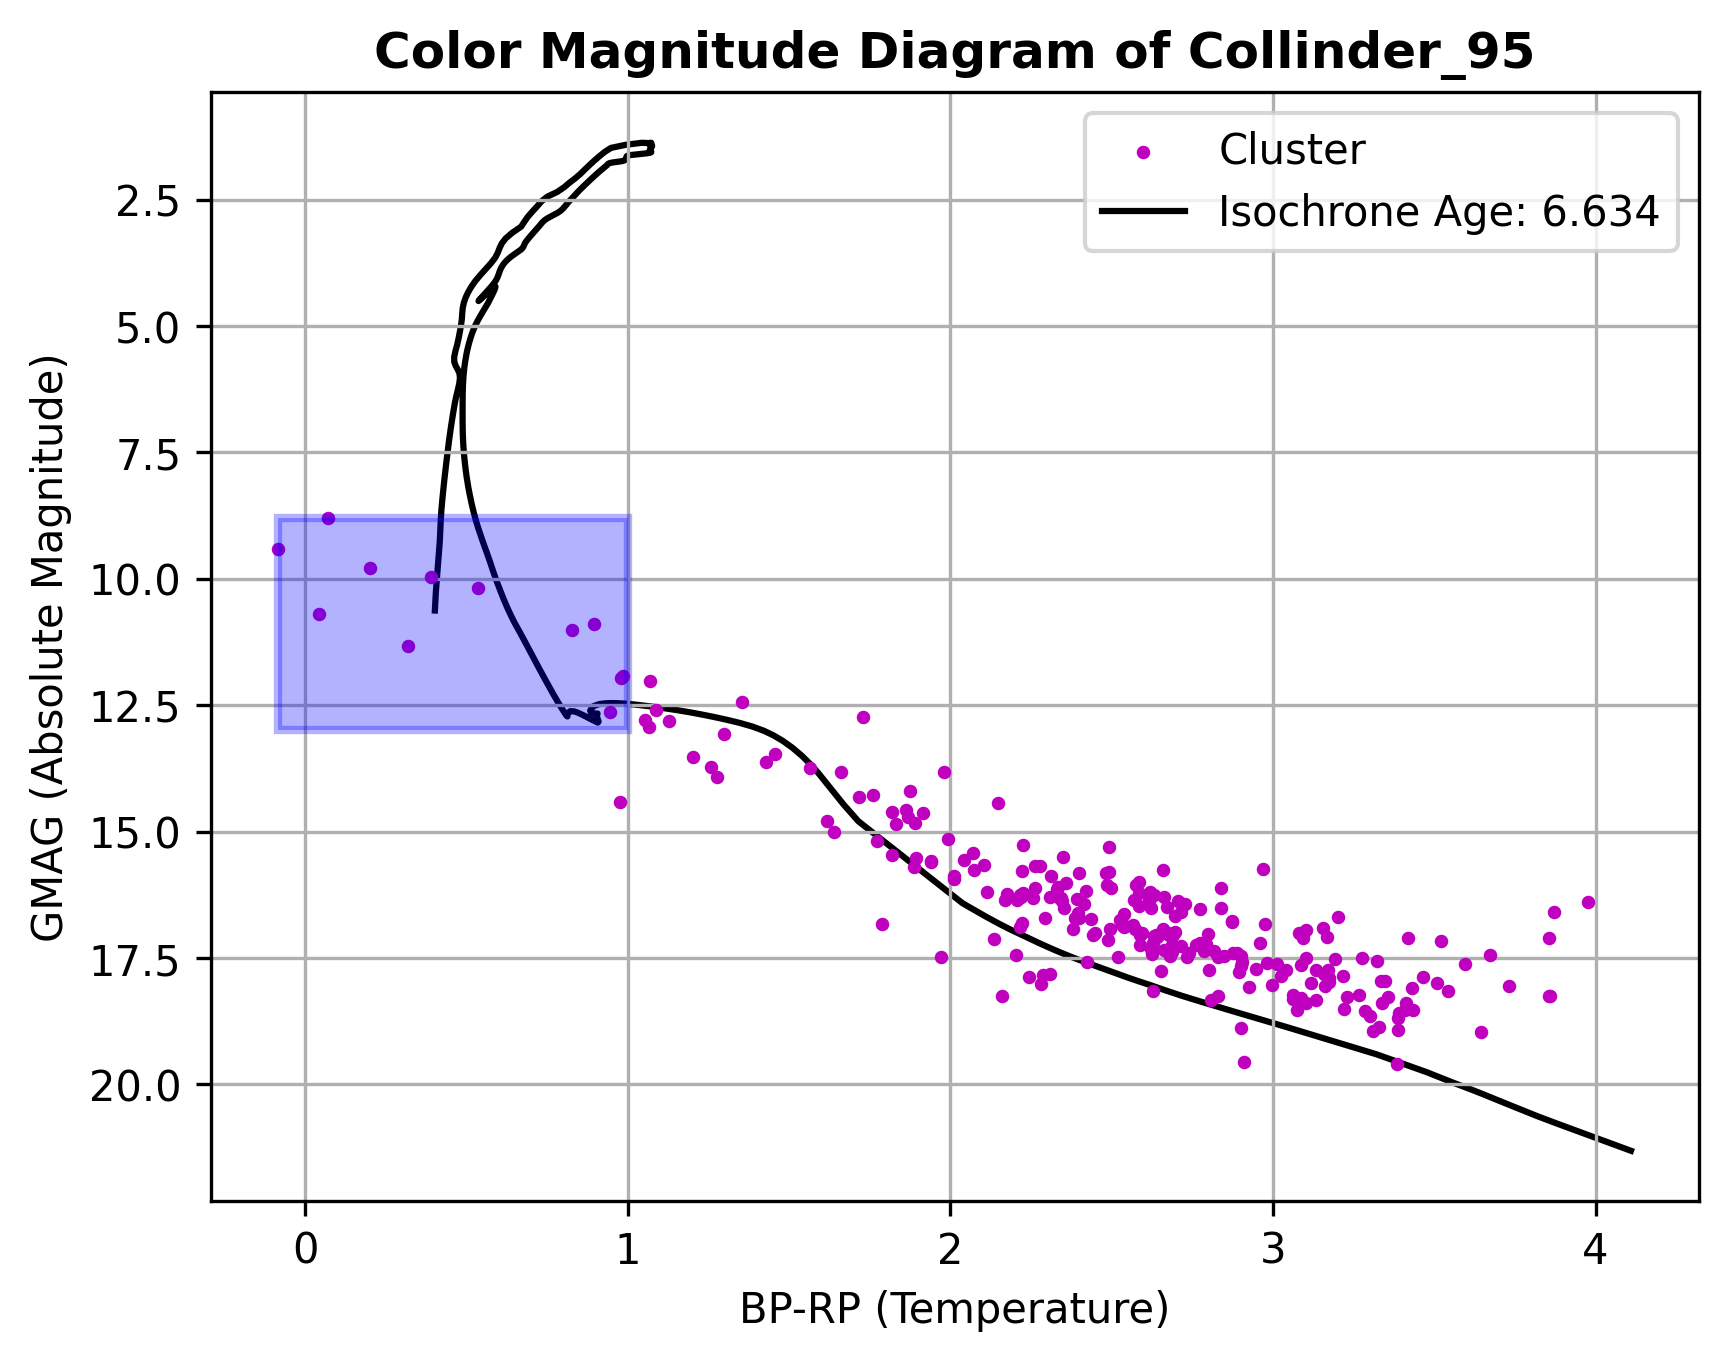 Color Magnitude Diagram of Collinder_95
Cluster
Isochrone Age: 6.634
GMAG (Absolute Magnitude)
2.5
5.0
7.5
10.0
12.5
15.0
17.5
20.0
0 1 2 3 4
BP-RP (Temperature)